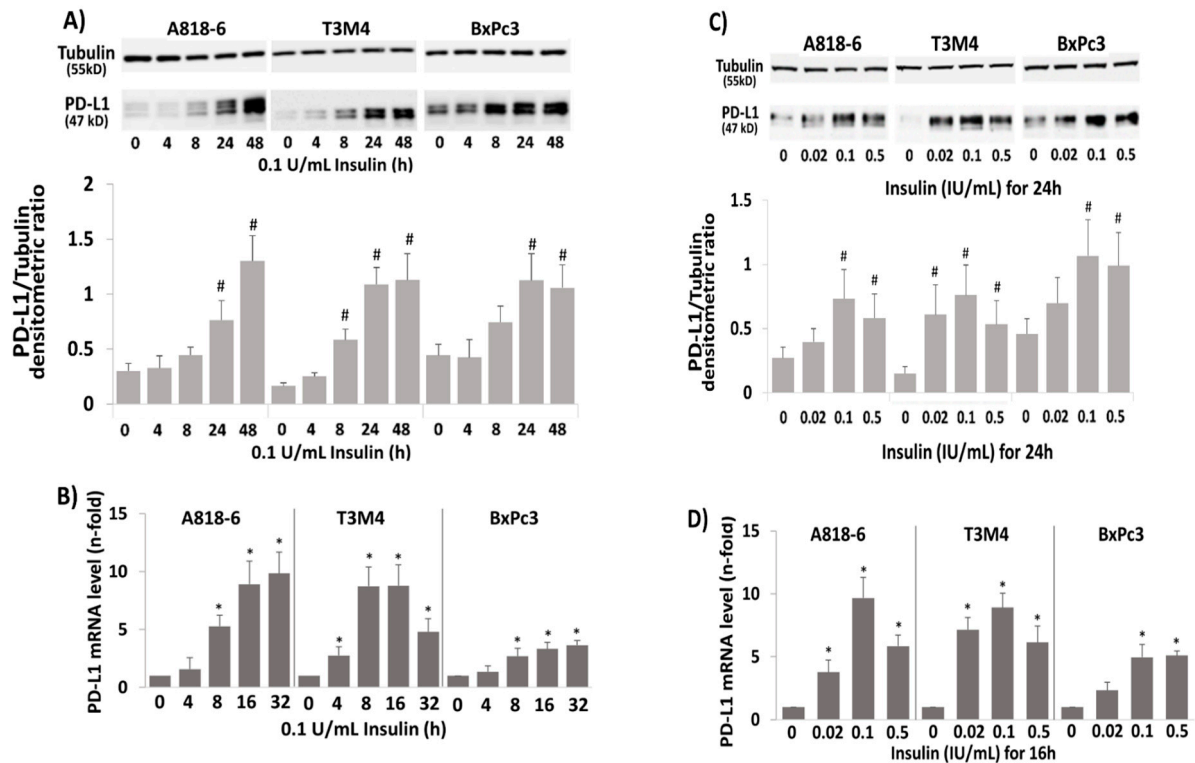 A)
A818-6 T3M4 BxPc3
Tubulin
(55kD)
PD-L1
(47 kD)
0 4 8 24 48 0 4 8 24 48 0 4 8 24 48
0.1 U/mL Insulin (h)
PD-L1/Tubulin
densitometric ratio
2
1.5
1
0.5
0
# # # # # # #
0 4 8 24 48 0 4 8 24 48 0 4 8 24 48
0.1 U/mL Insulin (h)
B)
PD-L1 mRNA level (n-fold)
A818-6 T3M4 BxPc3
15
10
5
0
* * * * * * * * * *
0 4 8 16 32 0 4 8 16 32 0 4 8 16 32
0.1 U/mL Insulin (h)
C)
A818-6 T3M4 BxPc3
Tubulin
(55kD)
PD-L1
(47 kD)
0 0.02 0.1 0.5 0 0.02 0.1 0.5 0 0.02 0.1 0.5
Insulin (IU/mL) for 24h
PD-L1/Tubulin
densitometric ratio
1.5
1
0.5
0
# # # # # # #
0 0.02 0.1 0.5 0 0.02 0.1 0.5 0 0.02 0.1 0.5
Insulin (IU/mL) for 24h
D)
PD-L1 mRNA level (n-fold)
A818-6 T3M4 BxPc3
15
10
5
0
* * * * * * * *
0 0.02 0.1 0.5 0 0.02 0.1 0.5 0 0.02 0.1 0.5
Insulin (IU/mL) for 16h